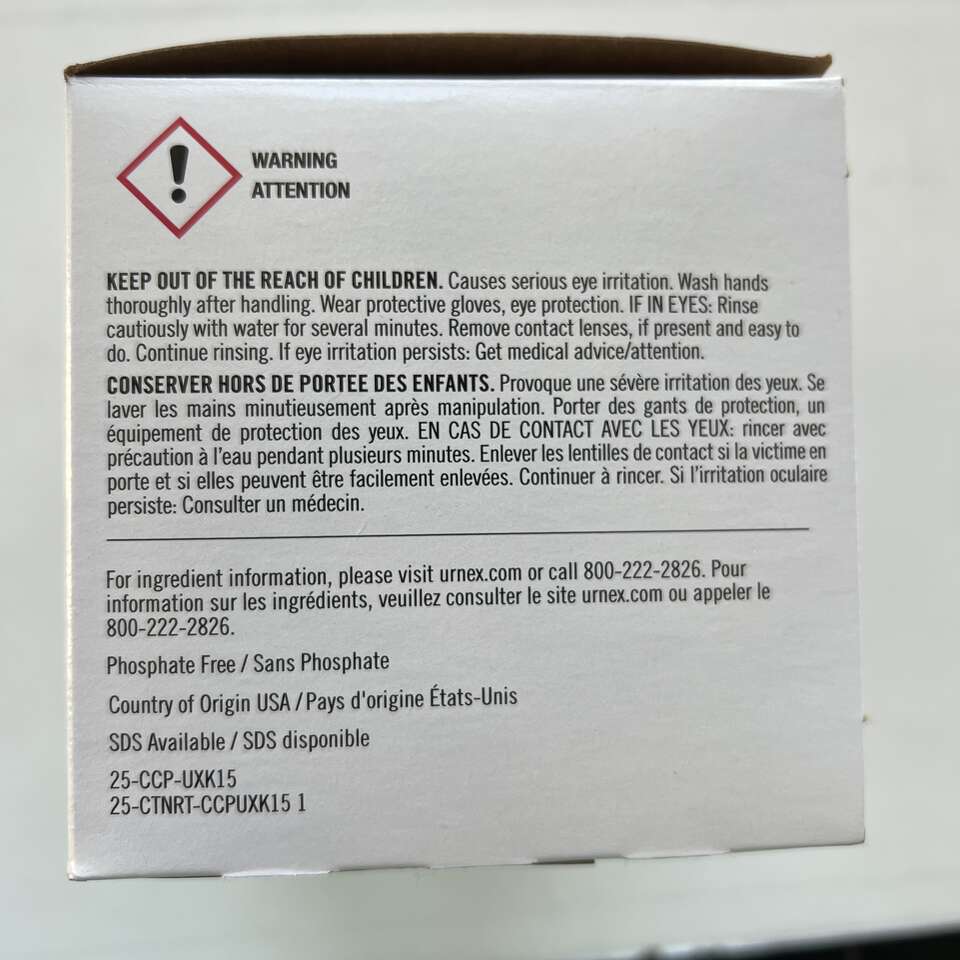 WARNING
ATTENTION
KEEP OUT OF THE REACH OF CHILDREN. Causes serious eye irritation. Wash hands
thoroughly after handling. Wear protective gloves, eye protection. IF IN EYES: Rinse
cautiously with water for several minutes. Remove contact lenses, if present and easy to
do. Continue rinsing. If eye irritation persists: Get medical advice/attention.
CONSERVER HORS DE PORTEE DES ENFANTS. Provoque une sévère irritation des yeux. Se
laver les mains minutieusement après manipulation. Porter des gants de protection, un
équipement de protection des yeux. EN CAS DE CONTACT AVEC LES YEUX: rincer avec
précaution à l'eau pendant plusieurs minutes. Enlever les lentilles de contact si la victime en
porte et si elles peuvent être facilement enlevées. Continuer à rincer. Si l'irritation oculaire
persiste: Consulter un médecin.
For ingredient information, please visit urnex.com or call 800-222-2826. Pour
information sur les ingrédients, veuillez consulter le site urnex.com ou appeler le
800-222-2826.
Phosphate Free / Sans Phosphate
Country of Origin USA / Pays d'origine États-Unis
SDS Available / SDS disponible
25-CCP-UXK15
25-CTNRT-CCPUXK15 1